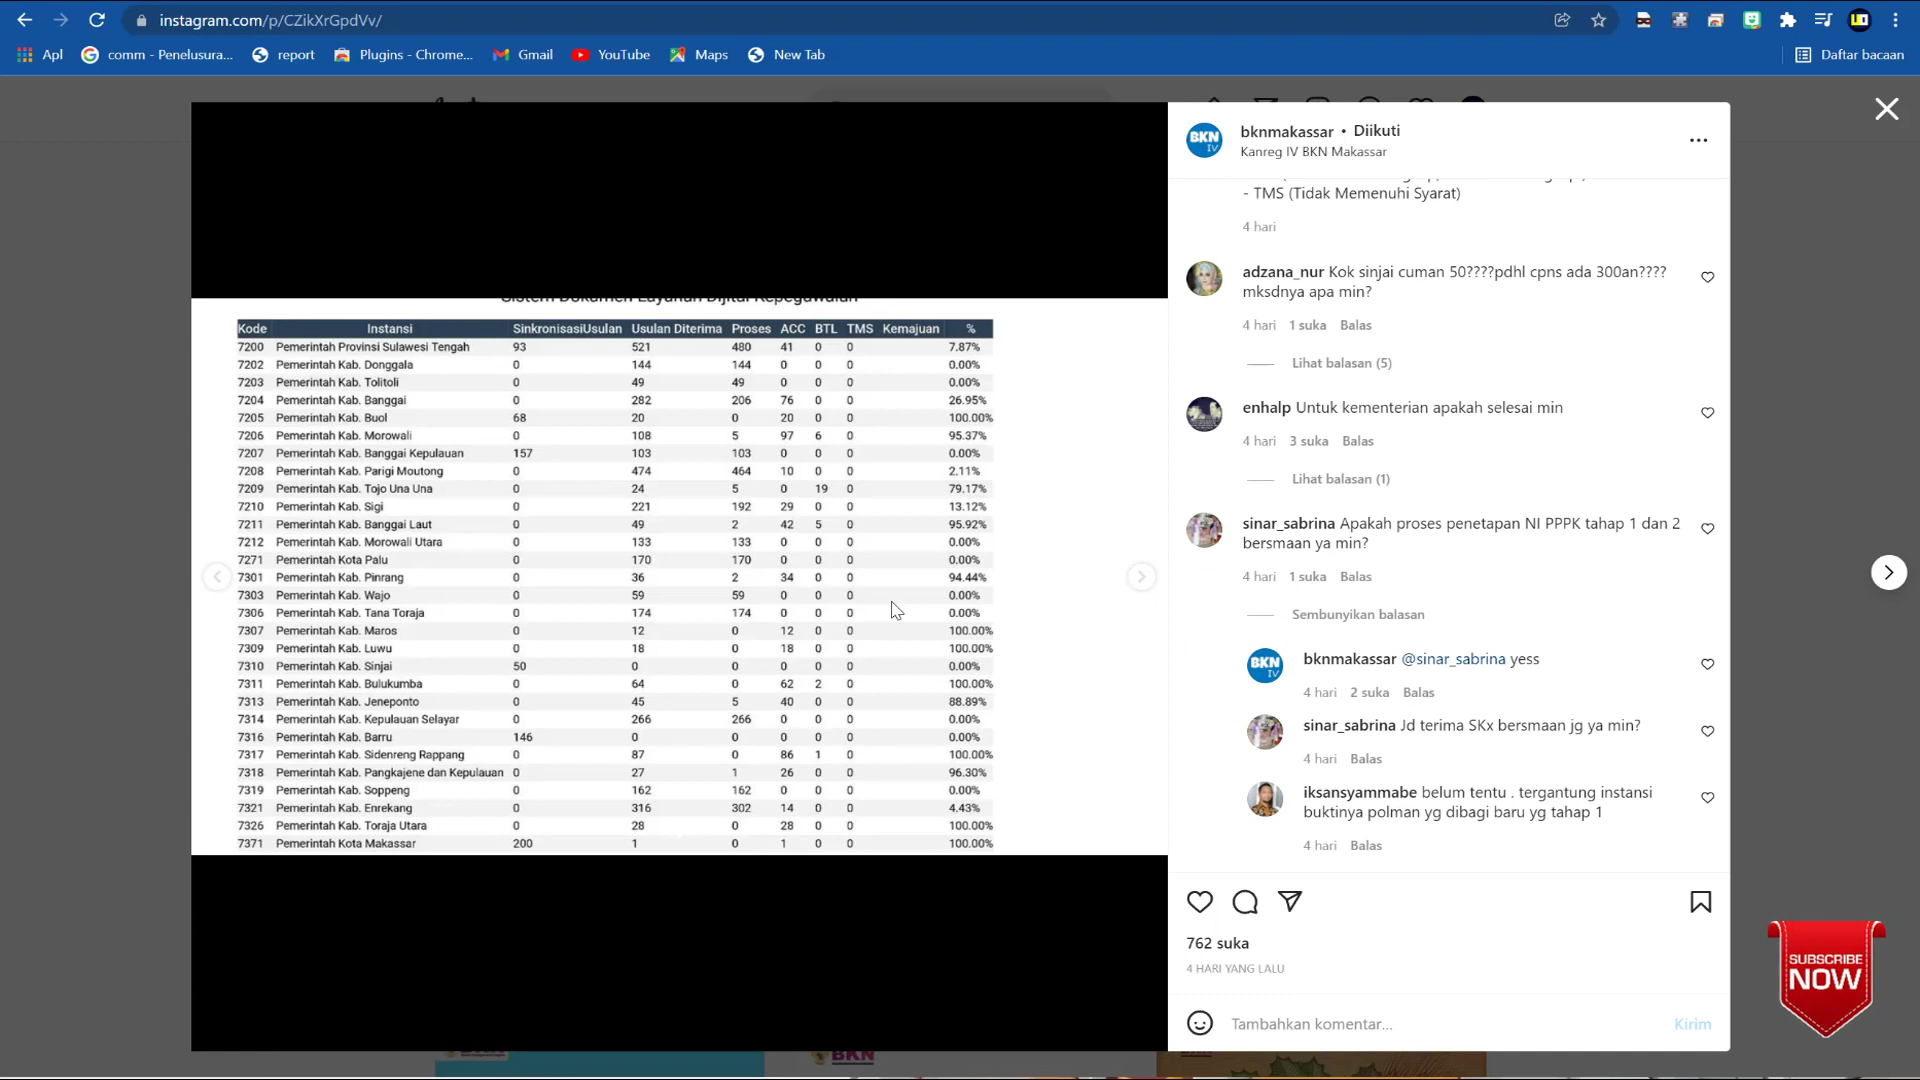 instagram.com/p/CZikXrGpdVv/
Apl
comm - Penelusura...
report
Plugins - Chrome...
Gmail
YouTube
Maps
New Tab
Daftar bacaan
Sistem Dokumen Layanan Dijital Kepegawaian
Kode Instansi SinkronisasiUsulan Usulan Diterima Proses ACC BTL TMS Kemajuan %
7200 Pemerintah Provinsi Sulawesi Tengah 93 521 480 41 0 0 7.87%
7202 Pemerintah Kab. Donggala 0 144 144 0 0 0 0.00%
7203 Pemerintah Kab. Tolitoli 0 49 49 0 0 0 0.00%
7204 Pemerintah Kab. Banggai 0 282 206 76 0 0 26.95%
7205 Pemerintah Kab. Buol 68 20 0 20 0 0 100.00%
7206 Pemerintah Kab. Morowali 0 108 5 97 6 0 95.37%
7207 Pemerintah Kab. Banggai Kepulauan 157 103 103 0 0 0 0.00%
7208 Pemerintah Kab. Parigi Moutong 0 474 464 10 0 0 2.11%
7209 Pemerintah Kab. Tojo Una Una 0 24 5 0 19 0 79.17%
7210 Pemerintah Kab. Sigi 0 221 192 29 0 0 13.12%
7211 Pemerintah Kab. Banggai Laut 0 49 2 42 5 0 95.92%
7212 Pemerintah Kab. Morowali Utara 0 133 133 0 0 0 0.00%
7271 Pemerintah Kota Palu 0 170 170 0 0 0 0.00%
7301 Pemerintah Kab. Pinrang 0 36 2 34 0 0 94.44%
7303 Pemerintah Kab. Wajo 0 59 59 0 0 0 0.00%
7306 Pemerintah Kab. Tana Toraja 0 174 174 0 0 0 0.00%
7307 Pemerintah Kab. Maros 0 12 0 12 0 0 100.00%
7309 Pemerintah Kab. Luwu 0 18 0 18 0 0 100.00%
7310 Pemerintah Kab. Sinjai 50 0 0 0 0 0 0.00%
7311 Pemerintah Kab. Bulukumba 0 64 0 62 2 0 100.00%
7313 Pemerintah Kab. Jeneponto 0 45 5 40 0 0 88.89%
7314 Pemerintah Kab. Kepulauan Selayar 0 266 266 0 0 0 0.00%
7316 Pemerintah Kab. Barru 146 0 0 0 0 0 0.00%
7317 Pemerintah Kab. Sidenreng Rappang 0 87 0 86 1 0 100.00%
7318 Pemerintah Kab. Pangkajene dan Kepulauan 0 27 1 26 0 0 96.30%
7319 Pemerintah Kab. Soppeng 0 162 162 0 0 0 0.00%
7321 Pemerintah Kab. Enrekang 0 316 302 14 0 0 4.43%
7326 Pemerintah Kab. Toraja Utara 0 28 0 28 0 0 100.00%
7371 Pemerintah Kota Makassar 200 1 0 1 0 0 100.00%
BKN IV
bknmakassar • Diikuti
Kanreg IV BKN Makassar
- TMS (Tidak Memenuhi Syarat)
4 hari
adzana_nur Kok sinjai cuman 50????pdhl cpns ada 300an????
mksdnya apa min?
4 hari 1 suka Balas
Lihat balasan (5)
enhalp Untuk kementerian apakah selesai min
4 hari 3 suka Balas
Lihat balasan (1)
sinar_sabrina Apakah proses penetapan NI PPPK tahap 1 dan 2
bersmaan ya min?
4 hari 1 suka Balas
Sembunyikan balasan
BKN IV
bknmakassar @sinar_sabrina yess
4 hari 2 suka Balas
sinar_sabrina Jd terima SKx bersmaan jg ya min?
4 hari Balas
iksansyammabe belum tentu . tergantung instansi
buktinya polman yg dibagi baru yg tahap 1
4 hari Balas
762 suka
4 HARI YANG LALU
Tambahkan komentar...
Kirim
SUBSCRIBE
NOW
BKN